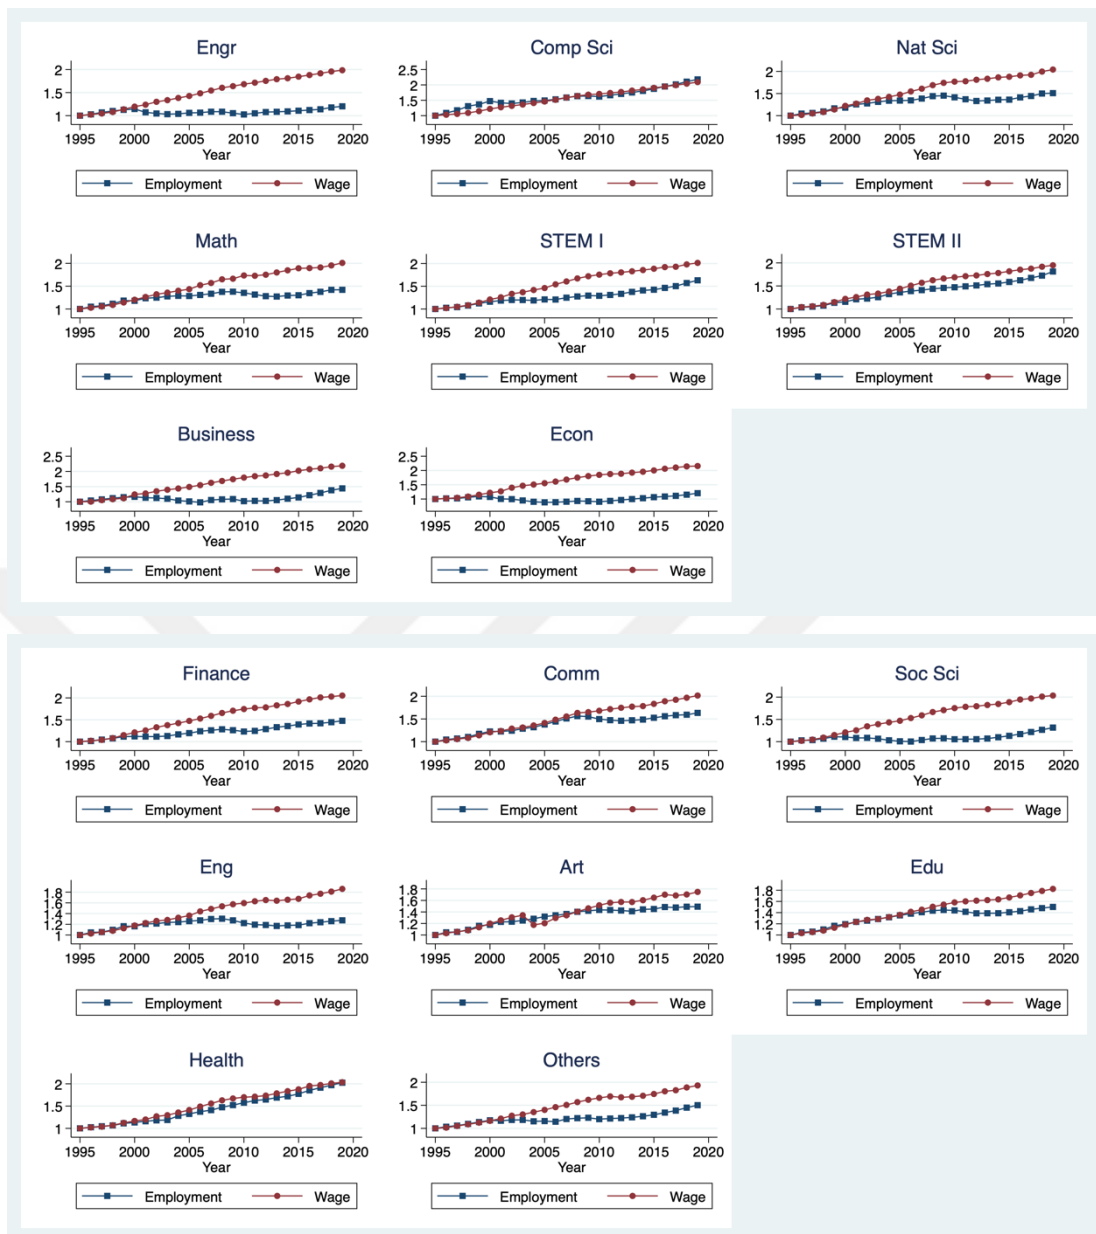 Engr Comp Sci Nat Sci
2 2.5 2
1.5 2 1.5
1 1.5 1
1
1995 2000 2005 2010 2015 2020 1995 2000 2005 2010 2015 2020 1995 2000 2005 2010 2015 2020
Year Year Year
Employment Wage Employment Wage Employment Wage
Math STEM I STEM II
2 2 2
1.5 1.5 1.5
1 1 1
1995 2000 2005 2010 2015 2020 1995 2000 2005 2010 2015 2020 1995 2000 2005 2010 2015 2020
Year Year Year
Employment Wage Employment Wage Employment Wage
Business Econ
2.5 2.5
2 2
1.5 1.5
1 1
1995 2000 2005 2010 2015 2020 1995 2000 2005 2010 2015 2020
Year Year
Employment Wage Employment Wage
Finance Comm Soc Sci
2 2 2
1.5 1.5 1.5
1 1 1
1995 2000 2005 2010 2015 2020 1995 2000 2005 2010 2015 2020 1995 2000 2005 2010 2015 2020
Year Year Year
Employment Wage Employment Wage Employment Wage
Eng Art Edu
1.8 1.8 1.8
1.6 1.6 1.6
1.4 1.4 1.4
1.2 1.2 1.2
1 1 1
1995 2000 2005 2010 2015 2020 1995 2000 2005 2010 2015 2020 1995 2000 2005 2010 2015 2020
Year Year Year
Employment Wage Employment Wage Employment Wage
Health Others
2 2
1.5 1.5
1 1
1995 2000 2005 2010 2015 2020 1995 2000 2005 2010 2015 2020
Year Year
Employment Wage Employment Wage